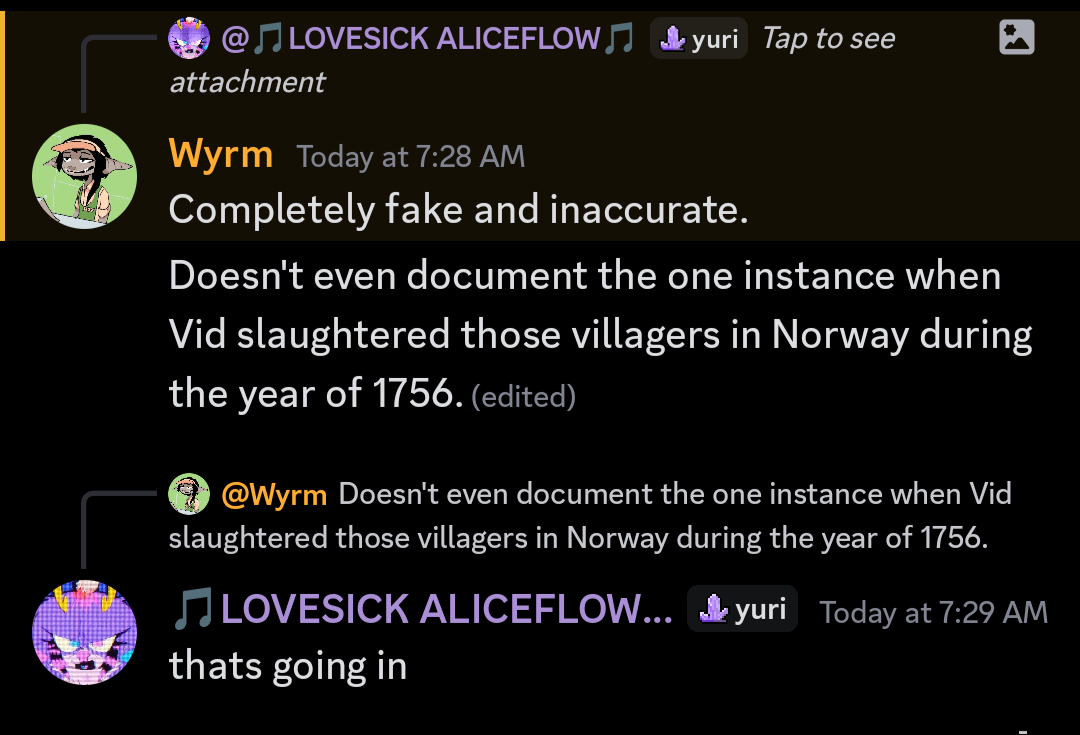 @🎵LOVESICK ALICEFLOW🎵 yuri Tap to see
attachment
Wyrm Today at 7:28 AM
Completely fake and inaccurate.
Doesn't even document the one instance when
Vid slaughtered those villagers in Norway during
the year of 1756. (edited)
@Wyrm Doesn't even document the one instance when Vid
slaughtered those villagers in Norway during the year of 1756.
🎵LOVESICK ALICEFLOW... yuri Today at 7:29 AM
thats going in